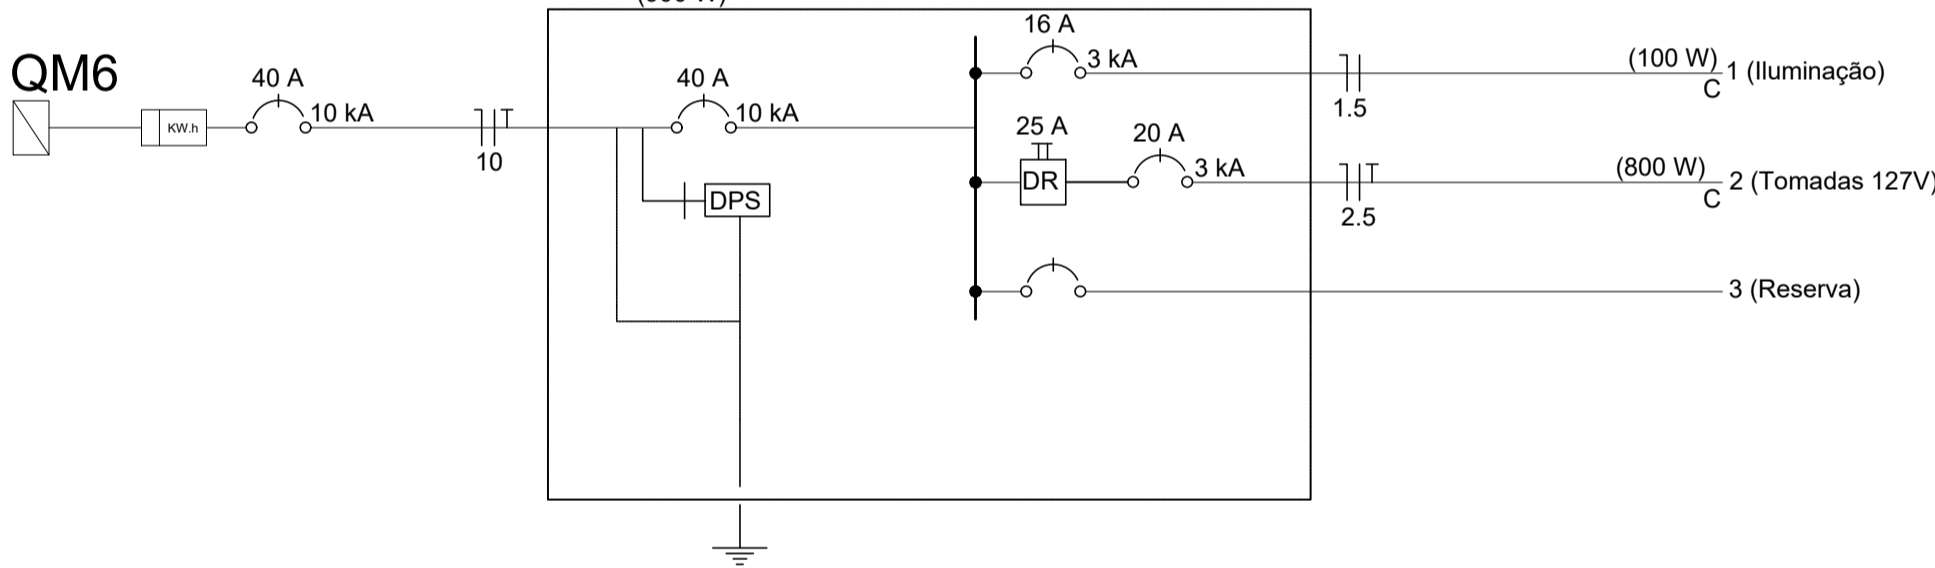 QM6
KW.h
40 A
10 kA
10
40 A
10 kA
DPS
16 A
3 kA
1.5
(100 W)
C
1 (Iluminação)
25 A
DR
20 A
3 kA
2.5
(800 W)
C
2 (Tomadas 127V)
3 (Reserva)